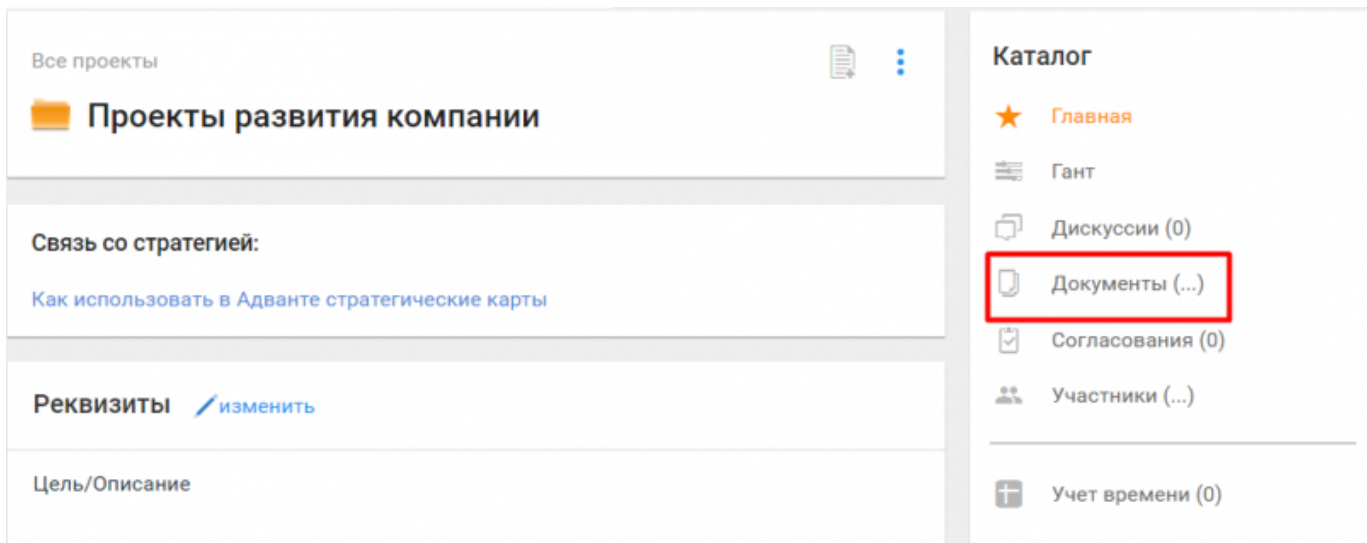 Все проекты
Проекты развития компании
Связь со стратегией:
Как использовать в Адванте стратегические карты
Реквизиты изменить
Цель/Описание
Каталог
Главная
Гант
Дискуссии (0)
Документы (...)
Согласования (0)
Участники (...)
Учет времени (0)